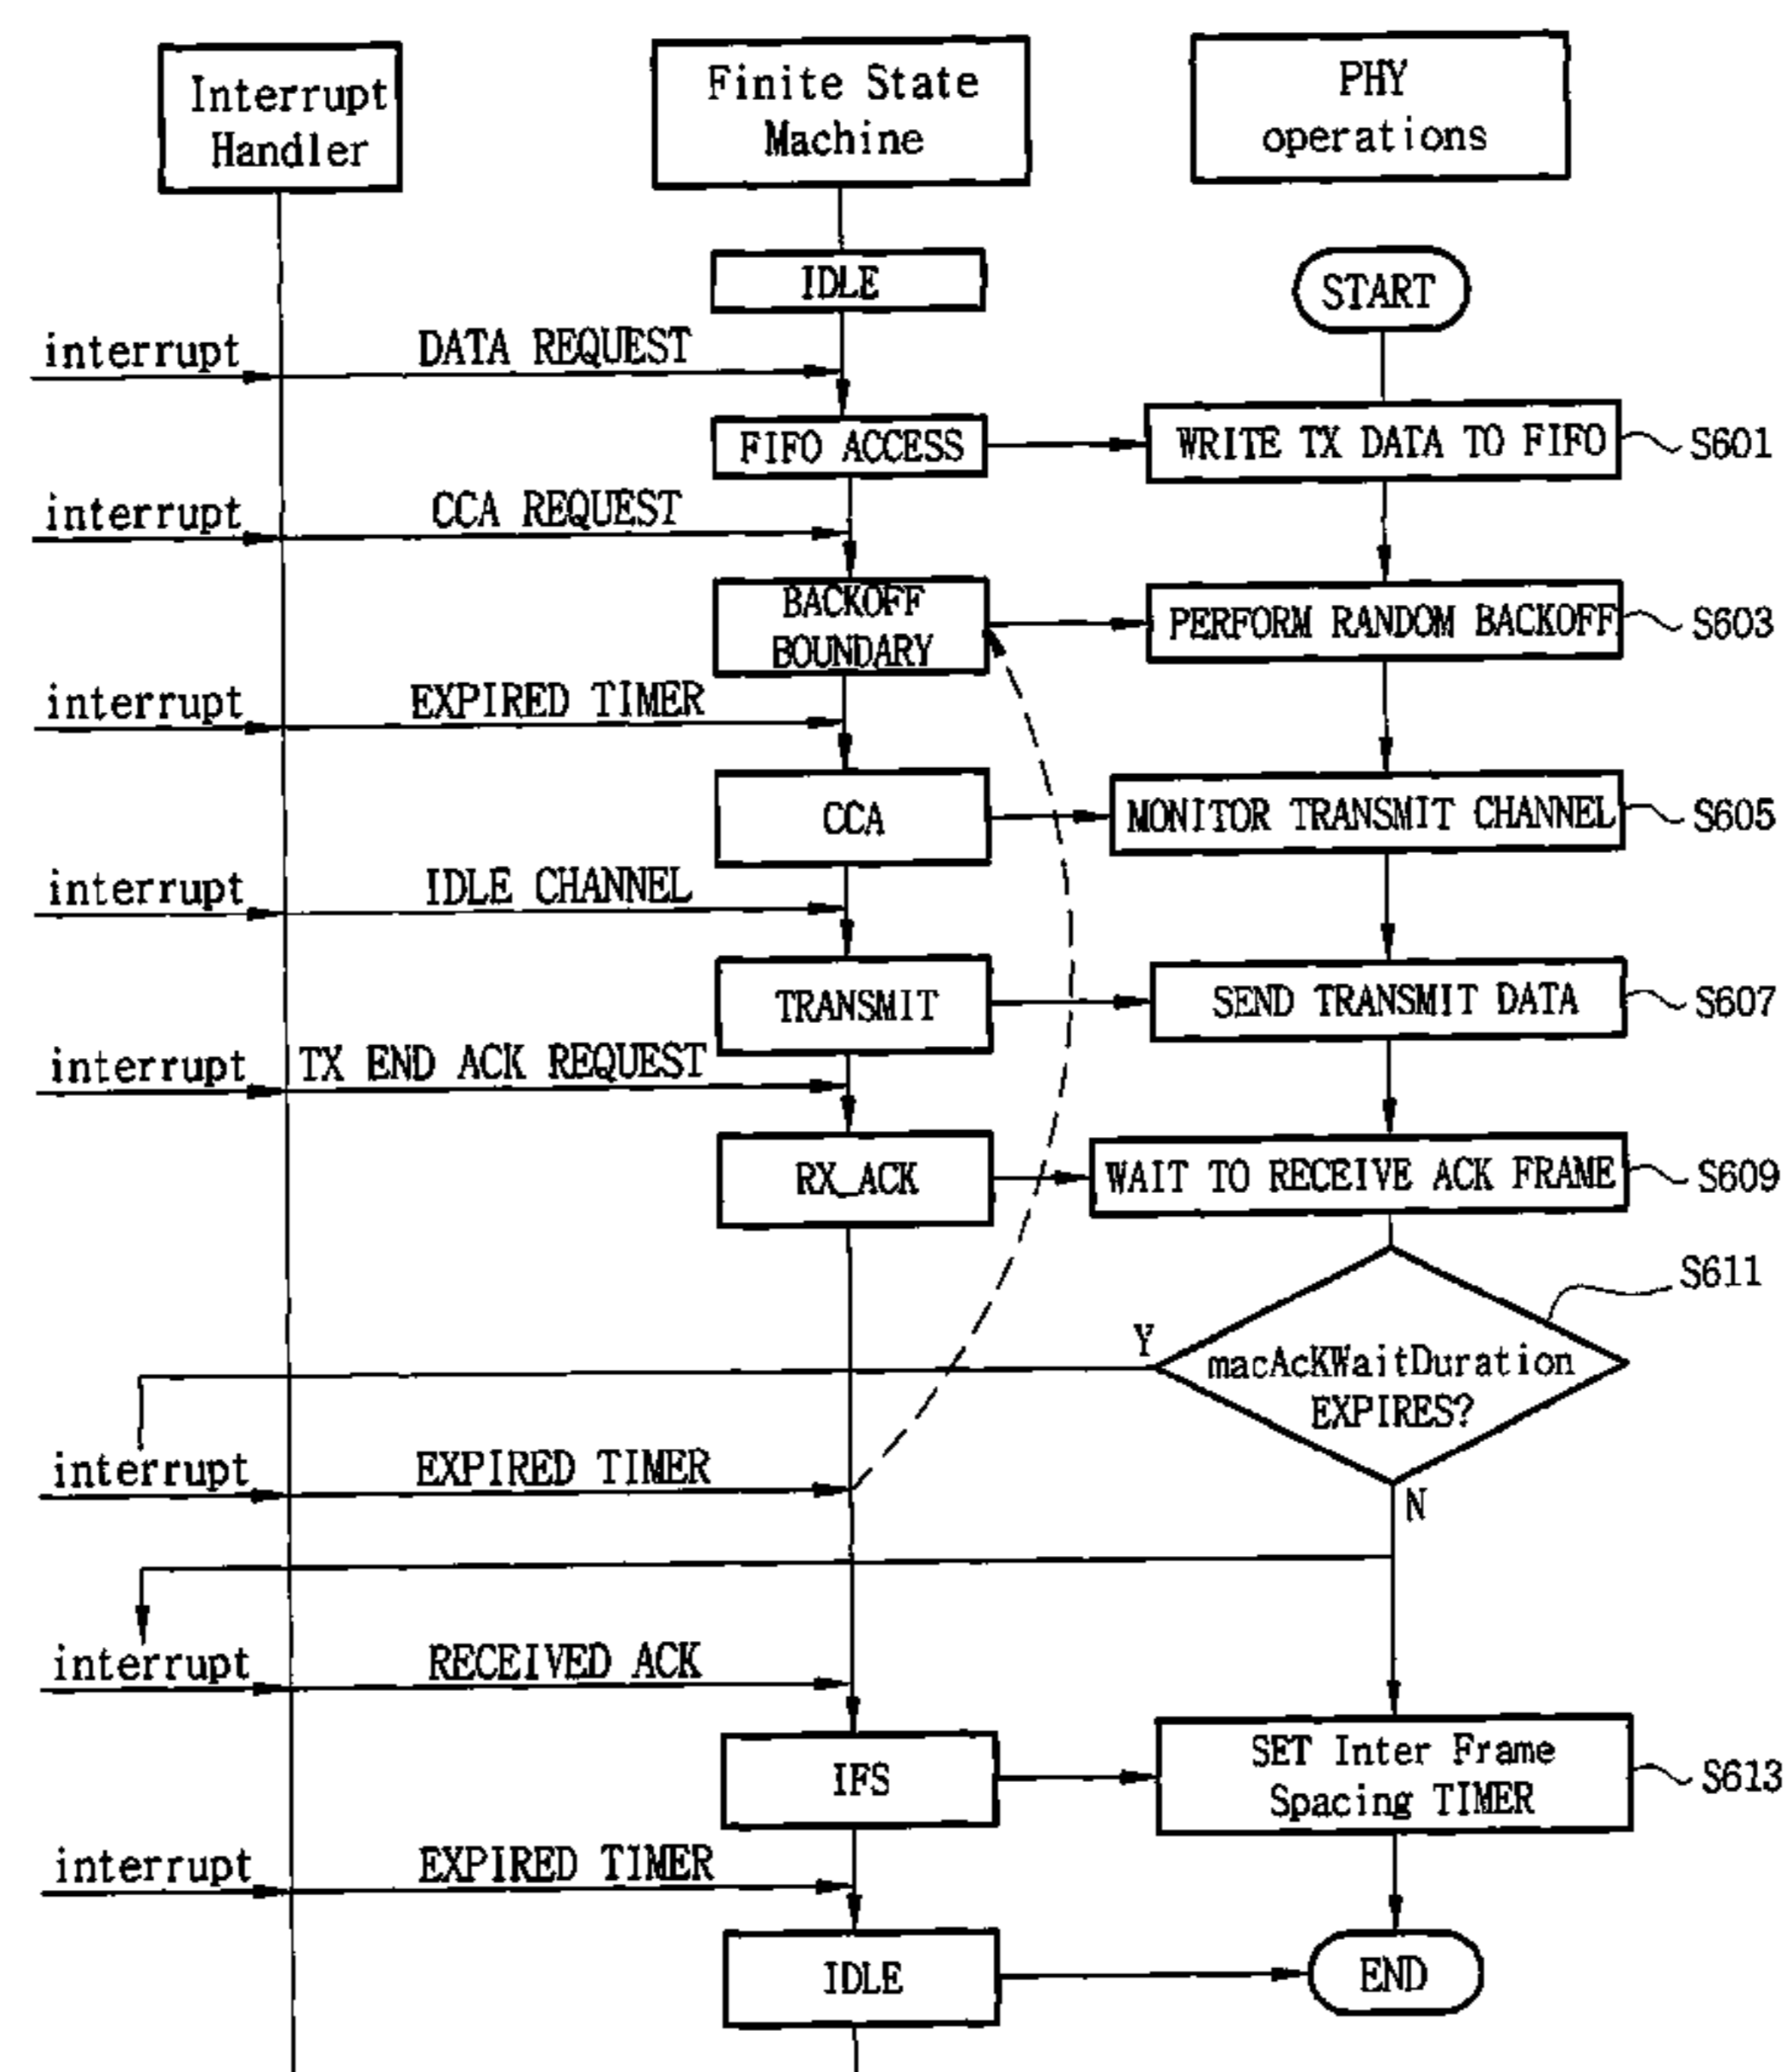 Interrupt
Handler
Finite State
Machine
PHY
operations
IDLE
START
interrupt
DATA REQUEST
FIFO ACCESS
WRITE TX DATA TO FIFO
S601
interrupt
CCA REQUEST
BACKOFF
BOUNDARY
PERFORM RANDOM BACKOFF
S603
interrupt
EXPIRED TIMER
CCA
MONITOR TRANSMIT CHANNEL
S605
interrupt
IDLE CHANNEL
TRANSMIT
SEND TRANSMIT DATA
S607
interrupt
TX END ACK REQUEST
RX_ACK
WAIT TO RECEIVE ACK FRAME
S609
S611
Y
macAcKWaitDuration
EXPIRES?
interrupt
EXPIRED TIMER
N
interrupt
RECEIVED ACK
IFS
SET Inter Frame
Spacing TIMER
S613
interrupt
EXPIRED TIMER
IDLE
END